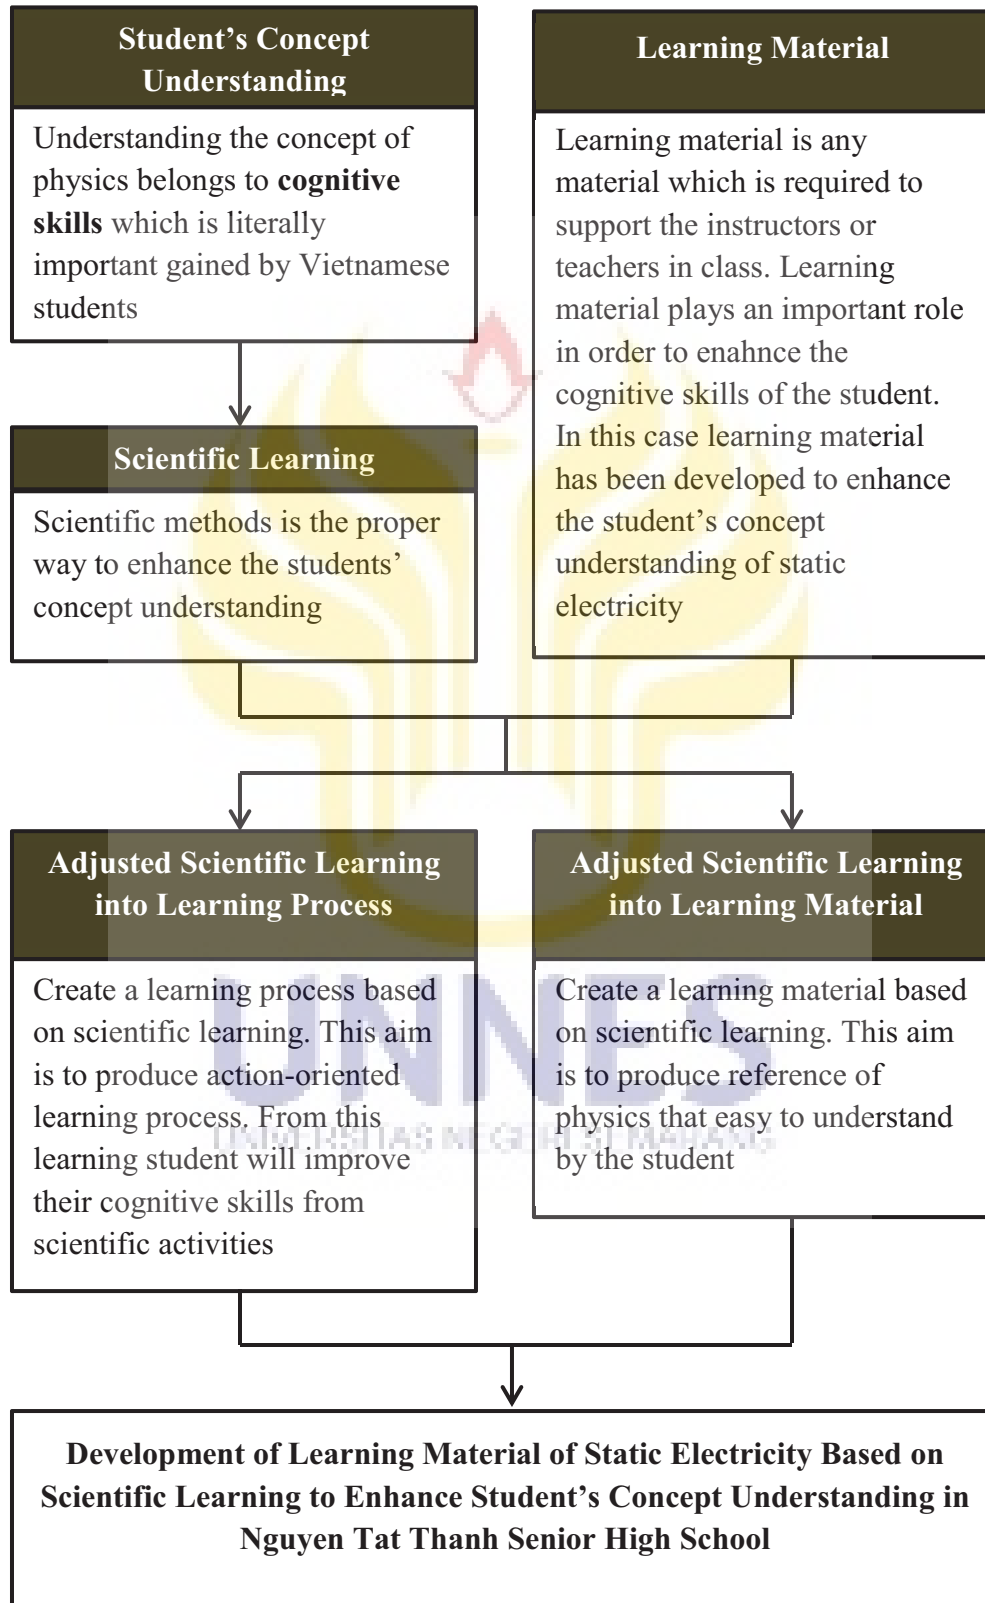 Student’s Concept
Understanding
Understanding the concept of
physics belongs to cognitive
skills which is literally
important gained by Vietnamese
students
Learning Material
Learning material is any
material which is required to
support the instructors or
teachers in class. Learning
material plays an important role
in order to enahnce the
cognitive skills of the student.
In this case learning material
has been developed to enhance
the student’s concept
understanding of static
electricity
Scientific Learning
Scientific methods is the proper
way to enhance the students’
concept understanding
Adjusted Scientific Learning
into Learning Process
Create a learning process based
on scientific learning. This aim
is to produce action-oriented
learning process. From this
learning student will improve
their cognitive skills from
scientific activities
Adjusted Scientific Learning
into Learning Material
Create a learning material based
on scientific learning. This aim
is to produce reference of
physics that easy to understand
by the student
UNNES
UNIVERSITAS NEGERI SEMARANG
Development of Learning Material of Static Electricity Based on
Scientific Learning to Enhance Student’s Concept Understanding in
Nguyen Tat Thanh Senior High School